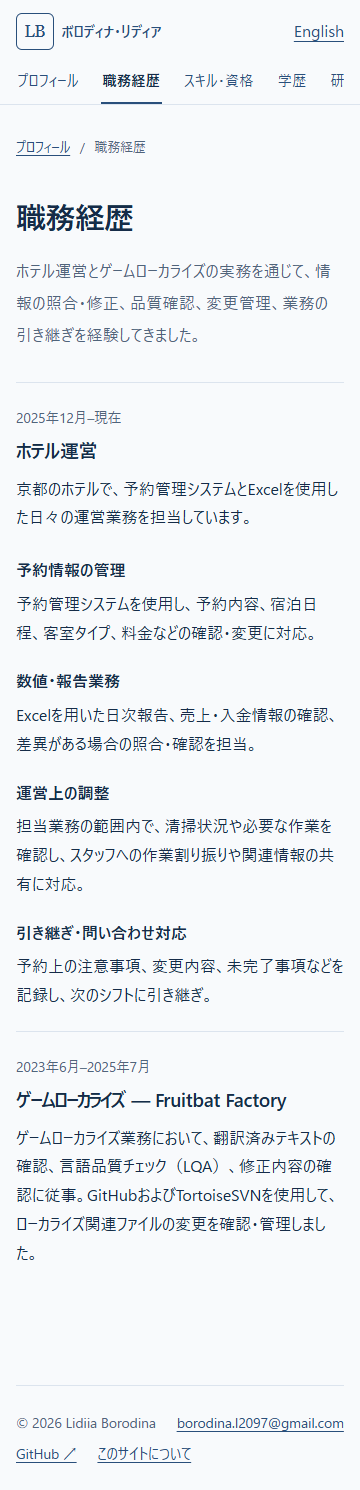 LB ボロディナ・リディア English
プロフィール 職務経歴 スキル・資格 学歴 研
プロフィール / 職務経歴
職務経歴
ホテル運営とゲームローカライズの実務を通じて、情
報の照合・修正、品質確認、変更管理、業務の
引き継ぎを経験してきました。
2025年12月–現在
ホテル運営
京都のホテルで、予約管理システムとExcelを使用し
た日々の運営業務を担当しています。
予約情報の管理
予約管理システムを使用し、予約内容、宿泊日
程、客室タイプ、料金などの確認・変更に対応。
数値・報告業務
Excelを用いた日次報告、売上・入金情報の確認、
差異がある場合の照合・確認を担当。
運営上の調整
担当業務の範囲内で、清掃状況や必要な作業を
確認し、スタッフへの作業割り振りや関連情報の共
有に対応。
引き継ぎ・問い合わせ対応
予約上の注意事項、変更内容、未完了事項などを
記録し、次のシフトに引き継ぎ。
2023年6月–2025年7月
ゲームローカライズ — Fruitbat Factory
ゲームローカライズ業務において、翻訳済みテキストの
確認、言語品質チェック（LQA）、修正内容の確
認に従事。GitHubおよびTortoiseSVNを使用して、
ローカライズ関連ファイルの変更を確認・管理しまし
た。
© 2026 Lidiia Borodina borodina.l2097@gmail.com
GitHub ↗ このサイトについて